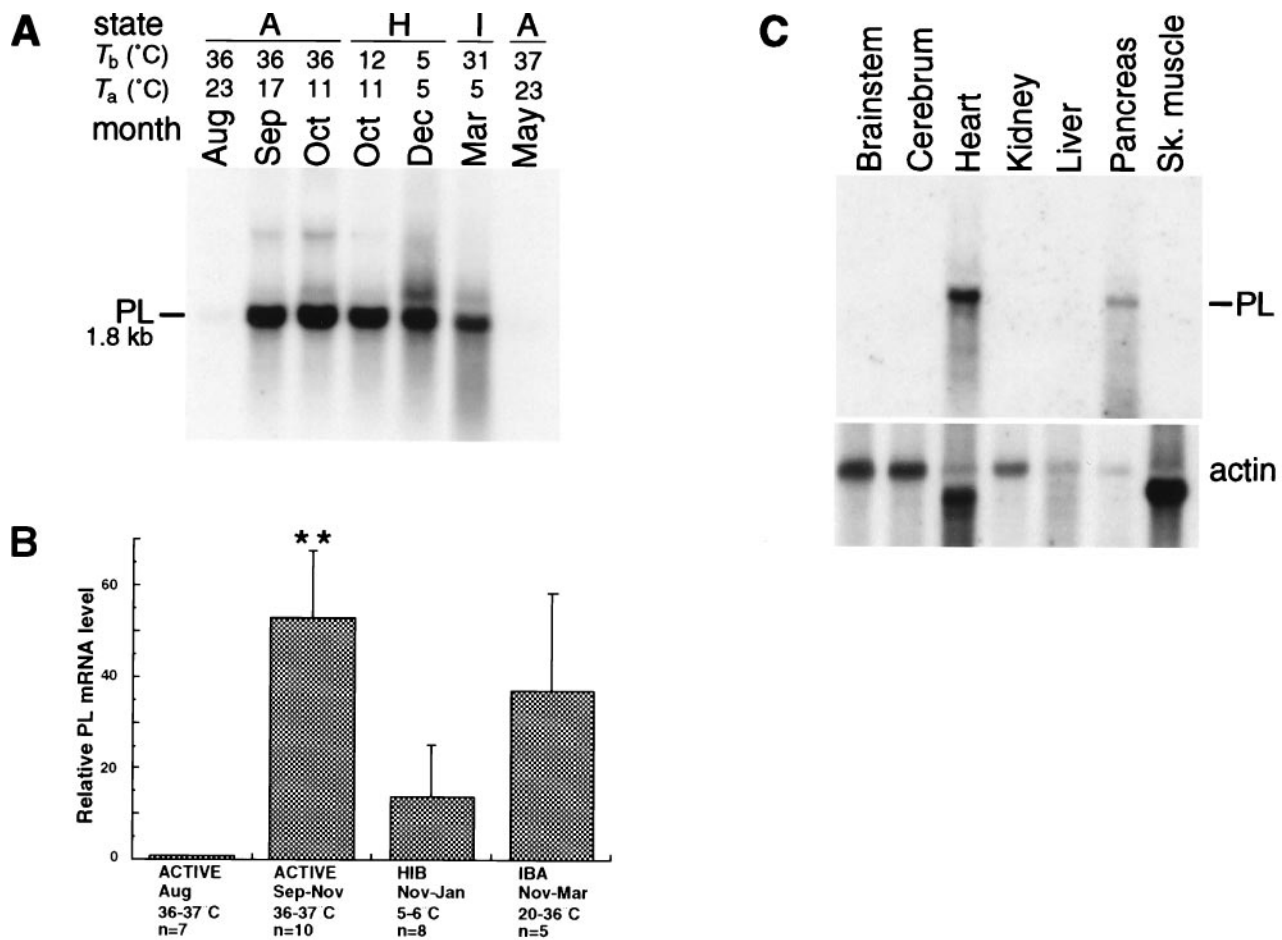 A
state A H I A
Tb (°C) 36 36 36 12 5 31 37
Ta (°C) 23 17 11 11 5 5 23
month Aug Sep Oct Oct Dec Mar May
PL
1.8 kb
B
**
Relative PL mRNA level
60
40
20
0
ACTIVE ACTIVE HIB IBA
Aug Sep-Nov Nov-Jan Nov-Mar
36-37°C 36-37°C 5-6°C 20-36°C
n=7 n=10 n=8 n=5
C
Brainstem Cerebrum Heart Kidney Liver Pancreas Sk. muscle
PL
actin